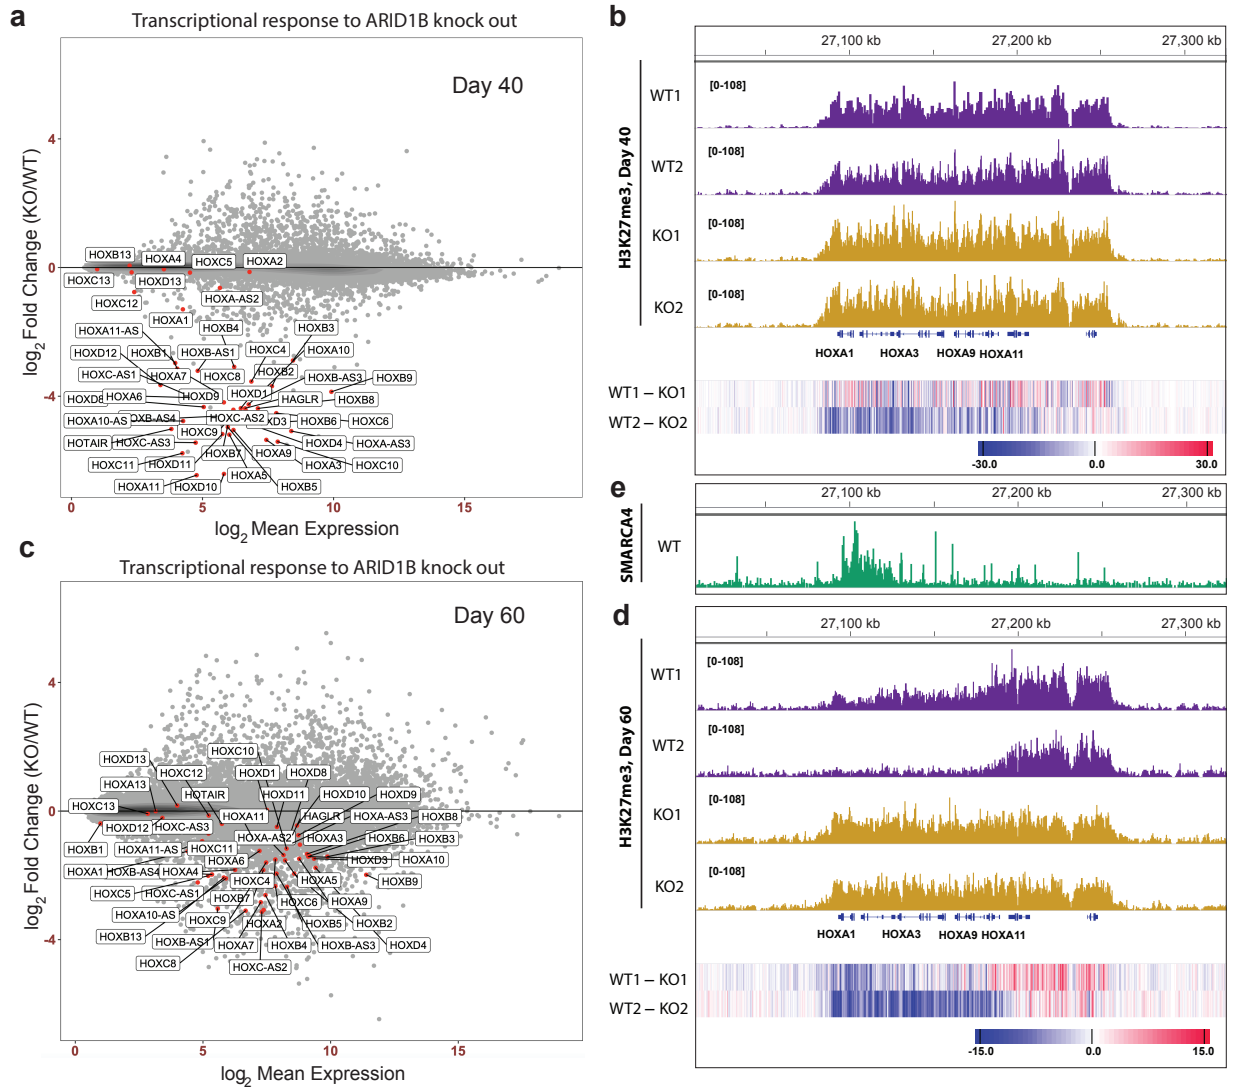 a
Transcriptional response to ARID1B knock out
Day 40
log2 Fold Change (KO/WT)
4
0
-4
HOXB13
HOXA4
HOXC5
HOXA2
HOXC13
HOXD13
HOXC12
HOXA-AS2
HOXA1
HOXB4
HOXB3
HOXA11-AS
HOXD12
HOXB1
HOXB-AS1
HOXC4
HOXA10
HOXC-AS1
HOXA7
HOXC8
HOXB2
HOXB-AS3
HOXB9
HOXA6
HOXD9
HOXD1
HAGLR
HOXB8
HOXA10-AS
OXB-AS4
HOXC-AS2
XD3
HOXB6
HOXC6
HOTAIR
HOXC-AS3
HOXC9
HOXD4
HOXA-AS3
HOXC11
HOXD11
HOXB7
HOXA9
HOXA3
HOXC10
HOXA11
HOXD10
HOXA5
HOXB5
0 5 10 15
log2 Mean Expression
b
27,100 kb 27,200 kb 27,300 kb
H3K27me3, Day 40
WT1 [0-108]
WT2 [0-108]
KO1 [0-108]
KO2 [0-108]
HOXA1 HOXA3 HOXA9 HOXA11
WT1 – KO1
WT2 – KO2
-30.0 0.0 30.0
e
27,100 kb 27,200 kb 27,300 kb
SMARCA4
WT
c
Transcriptional response to ARID1B knock out
Day 60
log2 Fold Change (KO/WT)
4
0
-4
HOXC10
HOXD13
HOXC12
HOXD1
HOXD8
HOXA13
HOTAIR
HOXD11
HOXD10
HOXD9
HOXC13
HOXA11
HAGLR
HOXA-AS3
HOXB8
HOXD12
HOXC-AS3
HOXA-AS2
HOXA3
HOXB6
HOXB3
HOXB1
HOXA11-AS
HOXC11
HOXA6
HOXD3
HOXA10
HOXA1
HOXB-AS4
HOXA4
HOXC4
HOXA5
HOXB9
HOXC5
HOXC-AS1
HOXB7
HOXC6
HOXA9
HOXA10-AS
HOXC9
HOXA2
HOXB5
HOXB2
HOXB13
HOXB-AS1
HOXA7
HOXB4
HOXB-AS3
HOXD4
HOXC8
HOXC-AS2
0 5 10 15
log2 Mean Expression
d
27,100 kb 27,200 kb 27,300 kb
H3K27me3, Day 60
WT1 [0-108]
WT2 [0-108]
KO1 [0-108]
KO2 [0-108]
HOXA1 HOXA3 HOXA9 HOXA11
WT1 – KO1
WT2 – KO2
-15.0 0.0 15.0